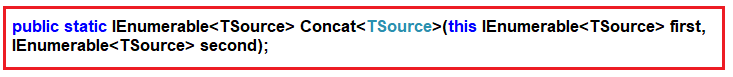 public static IEnumerable<TSource> Concat<TSource>(this IEnumerable<TSource> first,
IEnumerable<TSource> second);